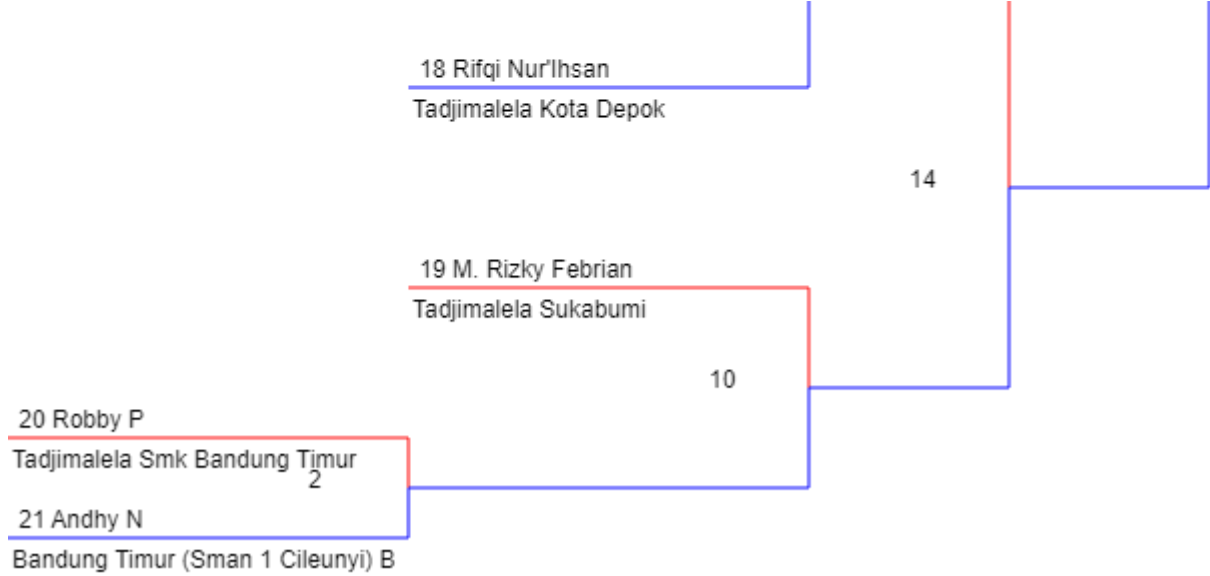 18 Rifqi Nur'Ihsan
Tadjimalela Kota Depok
14
19 M. Rizky Febrian
Tadjimalela Sukabumi
10
20 Robby P
Tadjimalela Smk Bandung Timur
2
21 Andhy N
Bandung Timur (Sman 1 Cileunyi) B